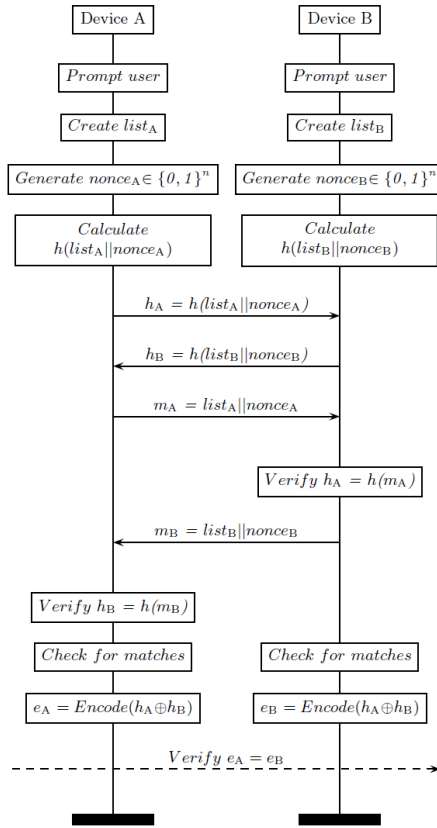 Device A
Device B
Prompt user
Prompt user
Create list_A
Create list_B
Generate nonce_A ∈ {0, 1}^n
Generate nonce_B ∈ {0, 1}^n
Calculate
h(list_A||nonce_A)
Calculate
h(list_B||nonce_B)
h_A = h(list_A||nonce_A)
h_B = h(list_B||nonce_B)
m_A = list_A||nonce_A
Verify h_A = h(m_A)
m_B = list_B||nonce_B
Verify h_B = h(m_B)
Check for matches
Check for matches
e_A = Encode(h_A⊕h_B)
e_B = Encode(h_A⊕h_B)
Verify e_A = e_B